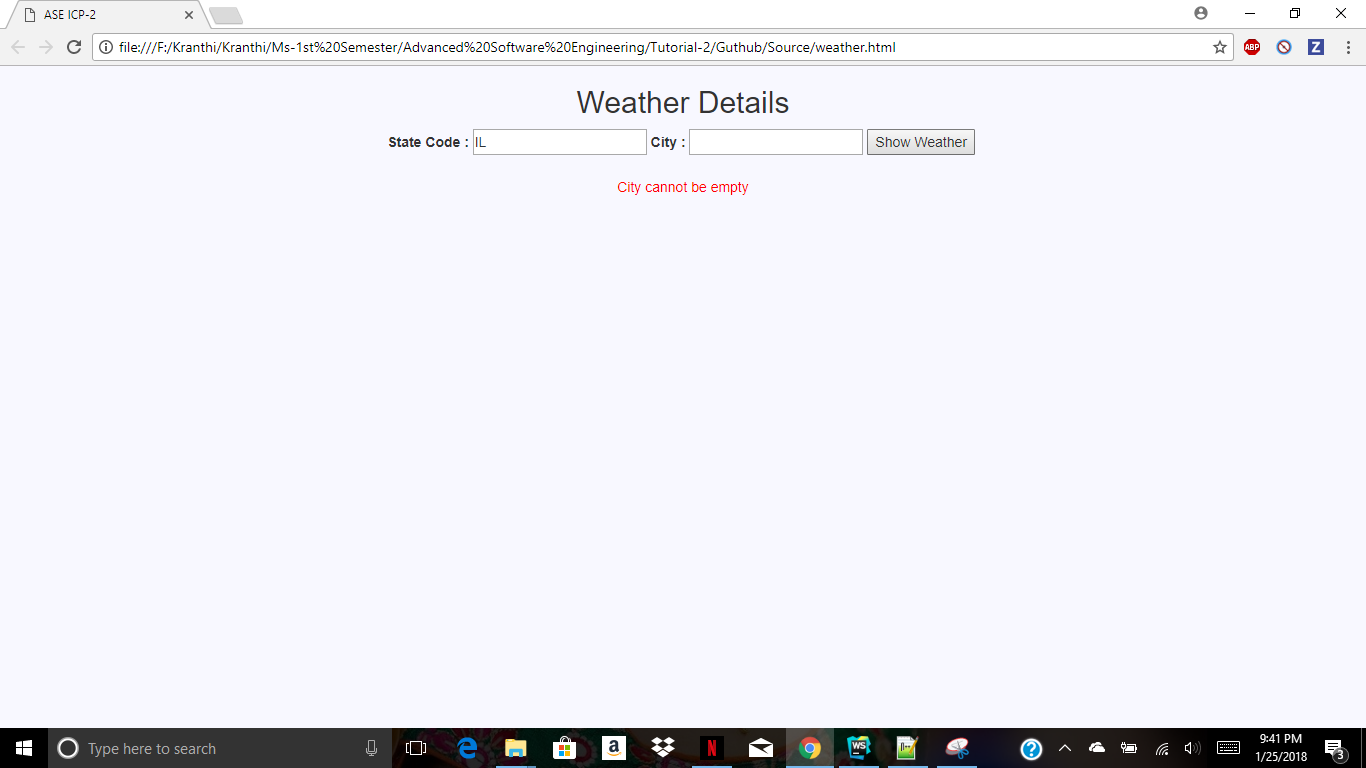 ASE ICP-2
file:///F:/Kranthi/Kranthi/Ms-1st%20Semester/Advanced%20Software%20Engineering/Tutorial-2/Guthub/Source/weather.html
ABP
Z
Weather Details
State Code : IL City : Show Weather
City cannot be empty
Type here to search
a
N
WS
9:41 PM
1/25/2018
3